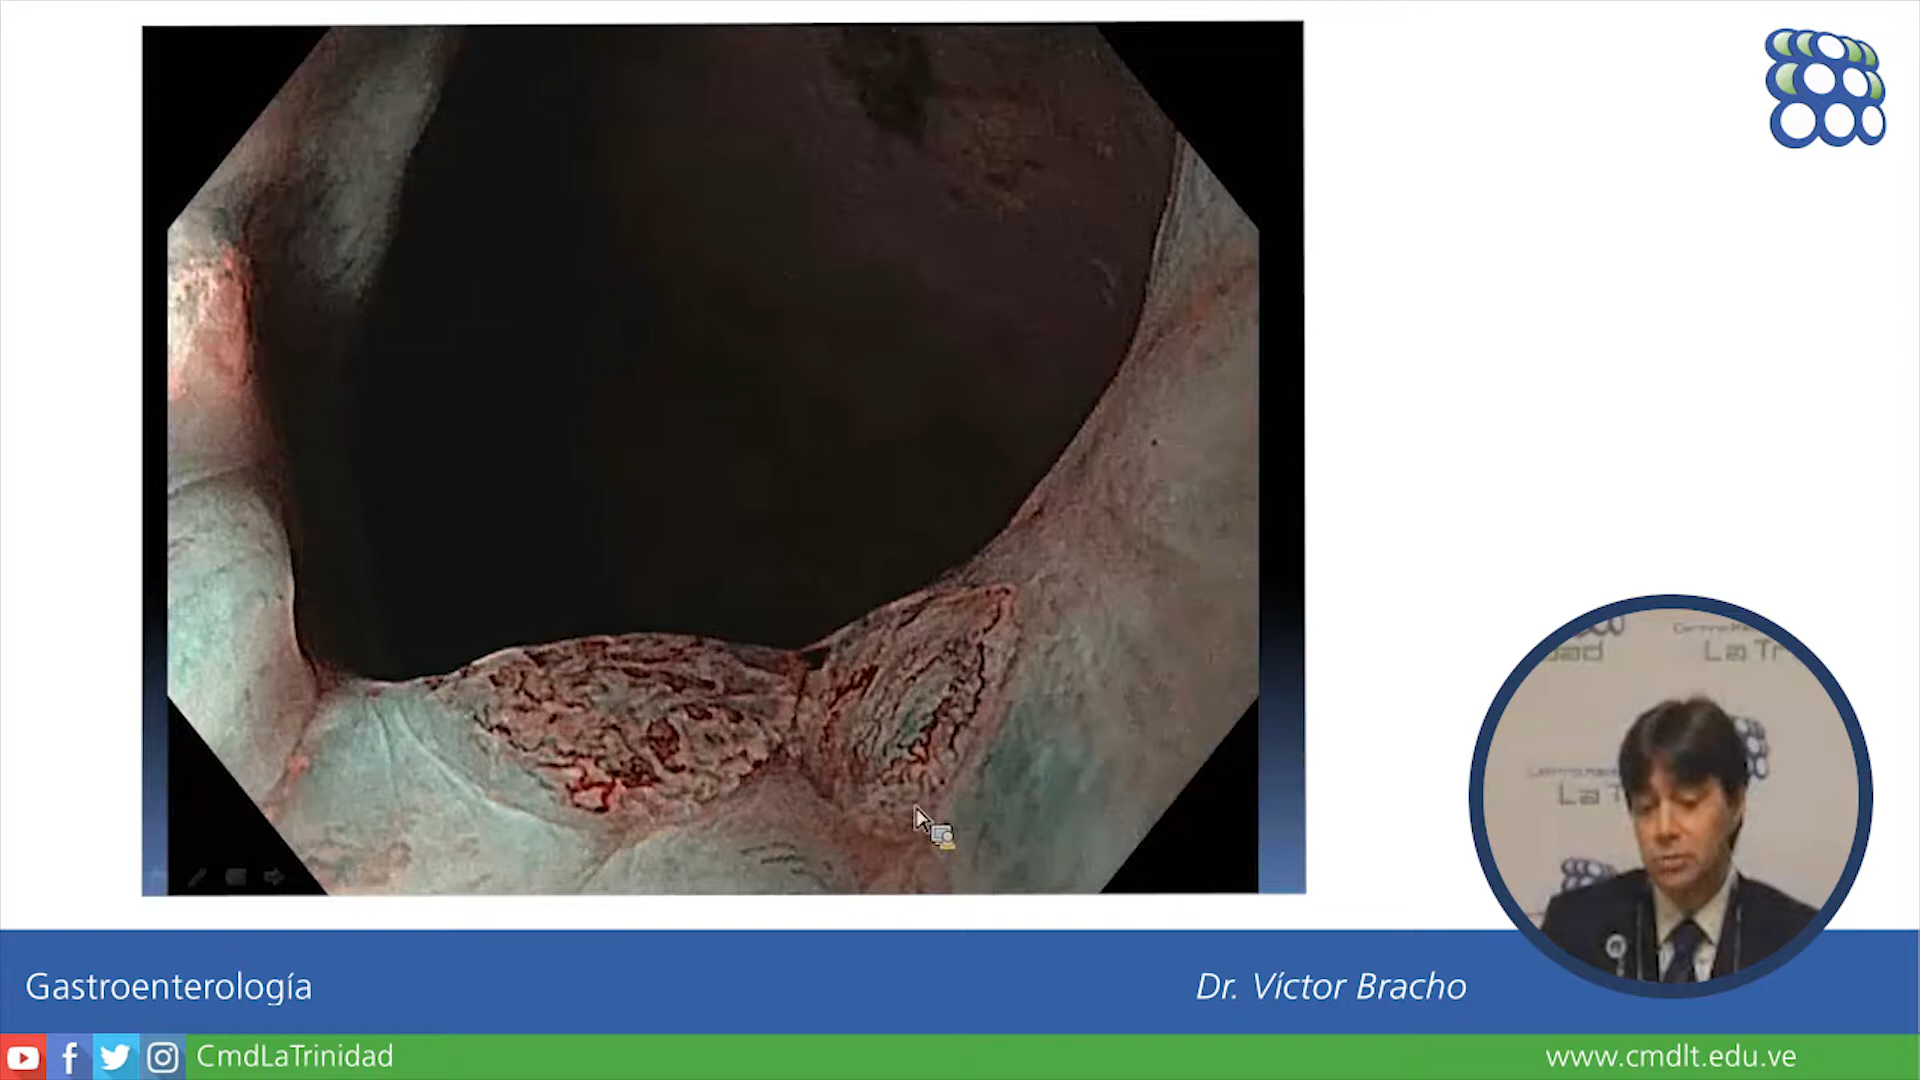 Gastroenterología
Dr. Víctor Bracho
CmdLaTrinidad
www.cmdlt.edu.ve